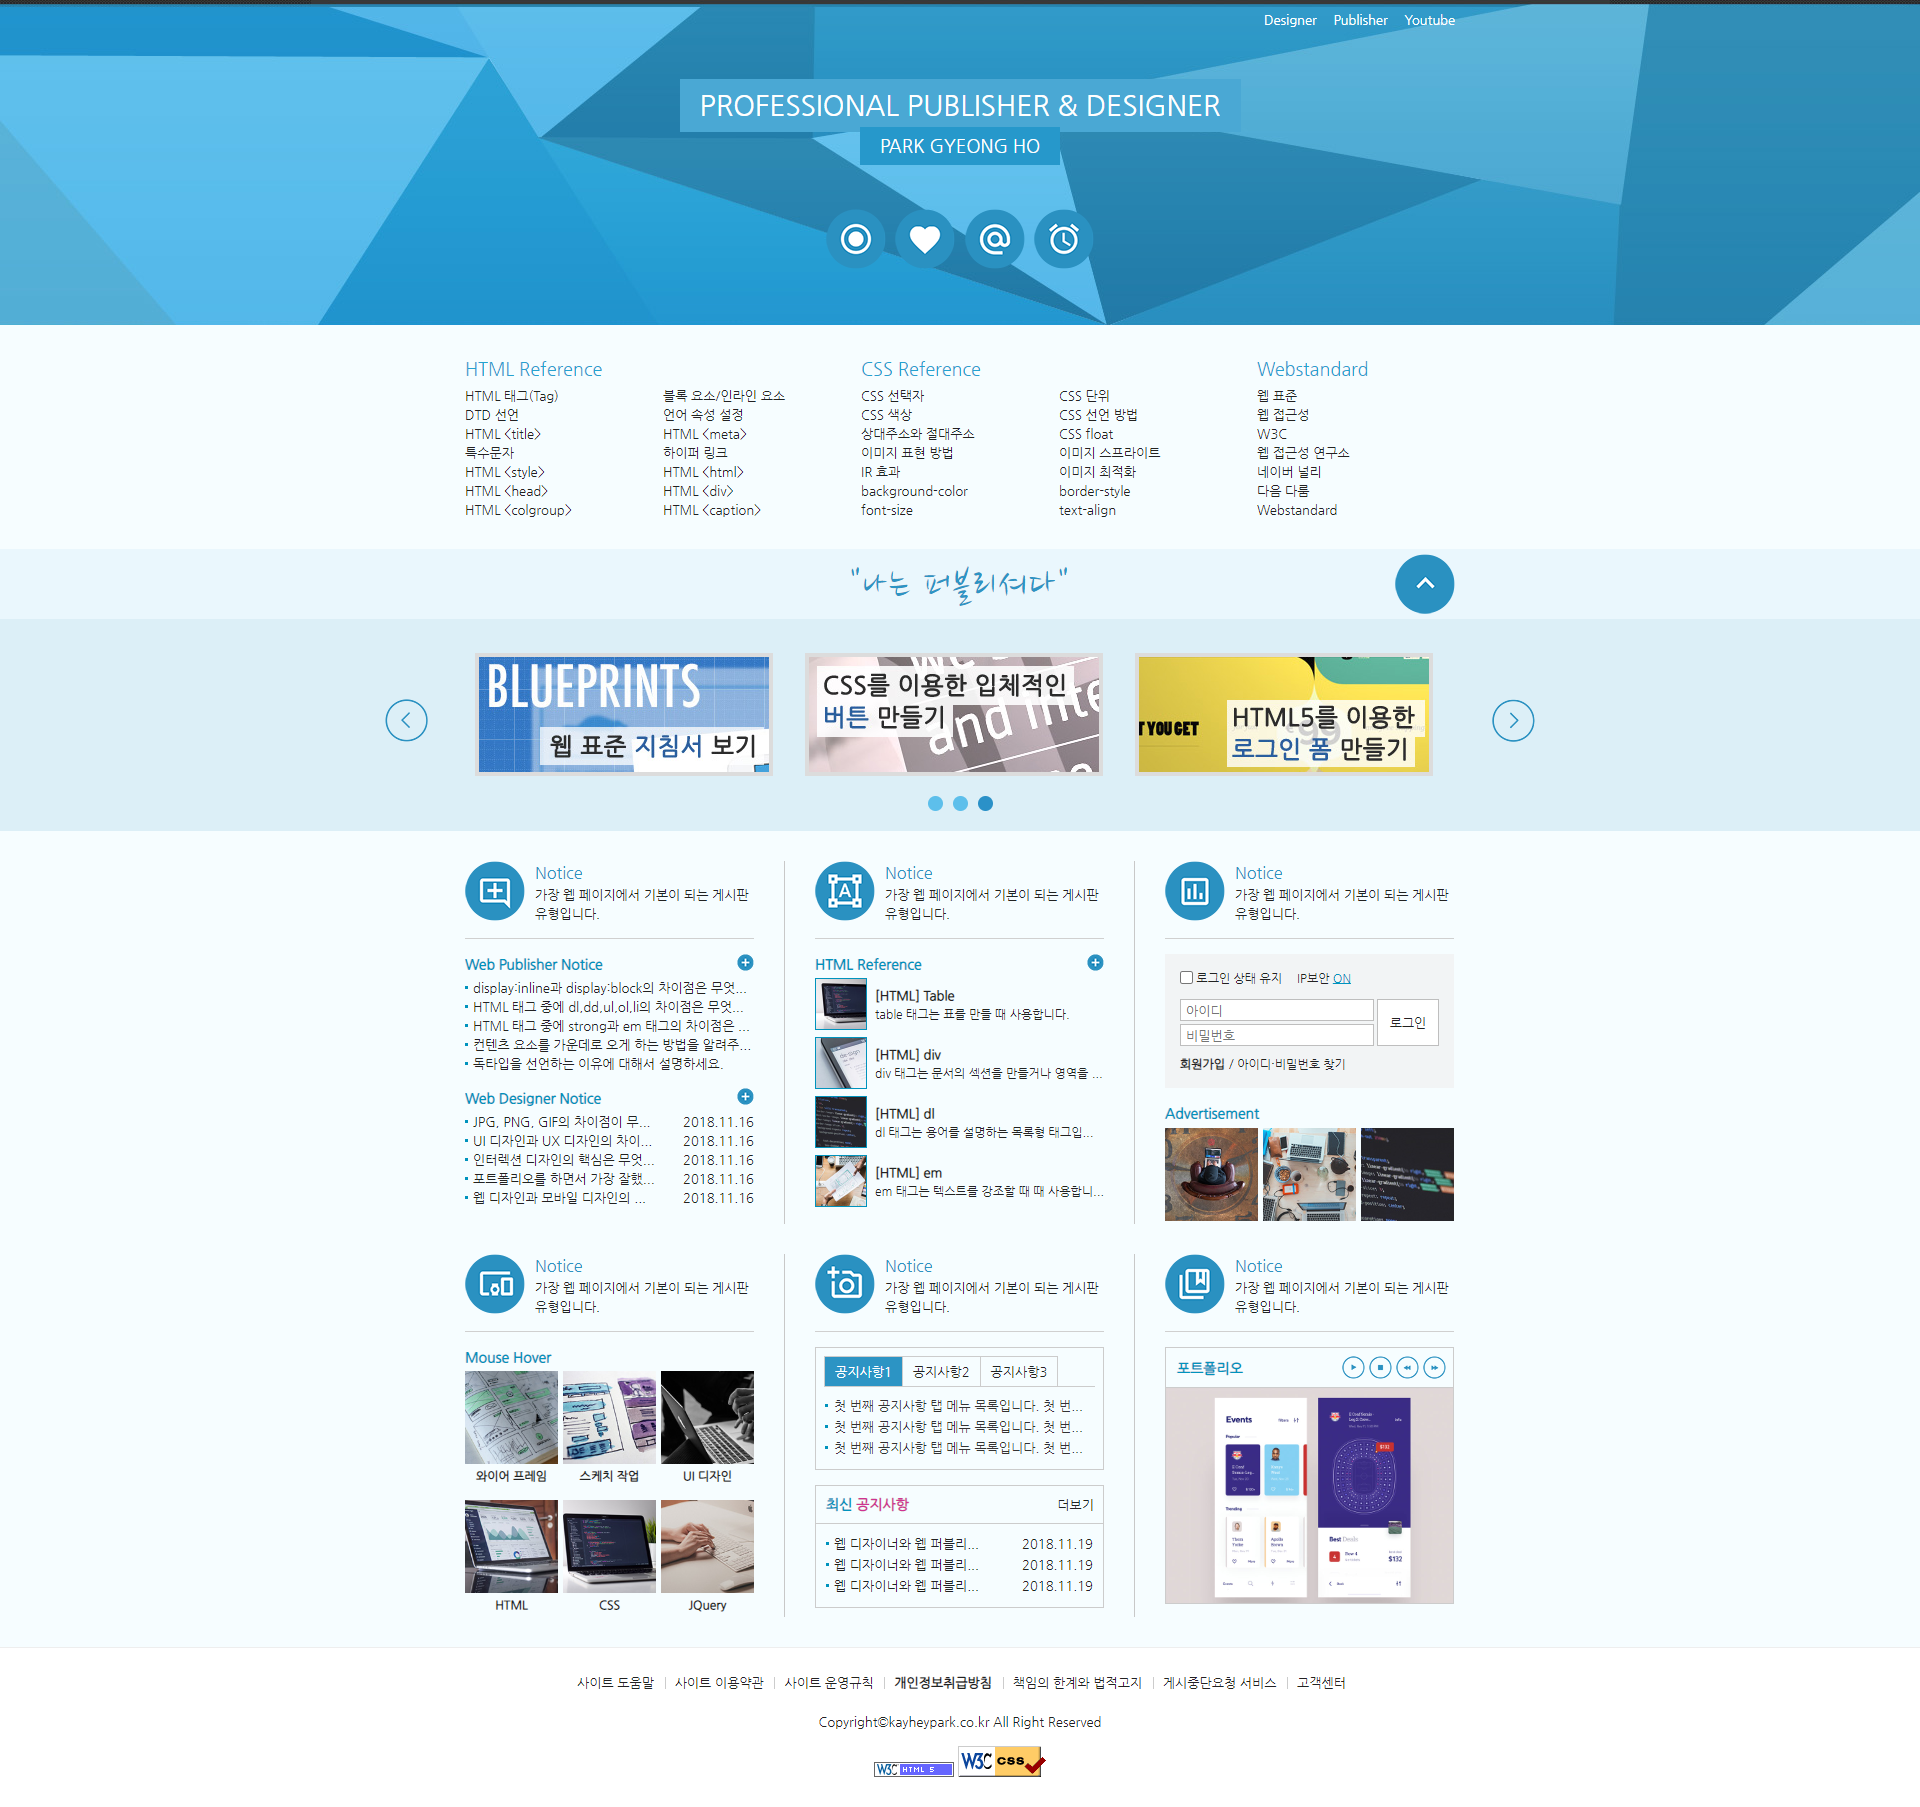 Designer Publisher Youtube
PROFESSIONAL PUBLISHER & DESIGNER
PARK GYEONG HO
HTML Reference
HTML 태그(Tag)
DTD 선언
HTML <title>
특수문자
HTML <style>
HTML <head>
HTML <colgroup>
블록 요소/인라인 요소
언어 속성 설정
HTML <meta>
하이퍼 링크
HTML <html>
HTML <div>
HTML <caption>
CSS Reference
CSS 선택자
CSS 색상
상대주소와 절대주소
이미지 표현 방법
IR 효과
background-color
font-size
CSS 단위
CSS 선언 방법
CSS float
이미지 스프라이트
이미지 최적화
border-style
text-align
Webstandard
웹 표준
웹 접근성
W3C
웹 접근성 연구소
네이버 널리
다음 다룸
Webstandard
"나는 퍼블리셔다"
BLUEPRINTS
웹 표준 지침서 보기
CSS를 이용한 입체적인
버튼 만들기
and inte
T YOU GET
HTML5를 이용한
로그인 폼 만들기
Notice
가장 웹 페이지에서 기본이 되는 게시판
유형입니다.
Web Publisher Notice
display:inline과 display:block의 차이점은 무엇...
HTML 태그 중에 dl,dd,ul,ol,li의 차이점은 무엇...
HTML 태그 중에 strong과 em 태그의 차이점은 ...
컨텐츠 요소를 가운데로 오게 하는 방법을 알려주...
독타입을 선언하는 이유에 대해서 설명하세요.
Web Designer Notice
JPG, PNG, GIF의 차이점이 무... 2018.11.16
UI 디자인과 UX 디자인의 차이... 2018.11.16
인터렉션 디자인의 핵심은 무엇... 2018.11.16
포트폴리오를 하면서 가장 잘했... 2018.11.16
웹 디자인과 모바일 디자인의 ... 2018.11.16
Notice
가장 웹 페이지에서 기본이 되는 게시판
유형입니다.
HTML Reference
[HTML] Table
table 태그는 표를 만들 때 사용합니다.
[HTML] div
div 태그는 문서의 섹션을 만들거나 영역을 ...
[HTML] dl
dl 태그는 용어를 설명하는 목록형 태그입...
[HTML] em
em 태그는 텍스트를 강조할 때 때 사용합니...
Notice
가장 웹 페이지에서 기본이 되는 게시판
유형입니다.
로그인 상태 유지 IP보안 ON
아이디
비밀번호
로그인
회원가입 / 아이디·비밀번호 찾기
Advertisement
Notice
가장 웹 페이지에서 기본이 되는 게시판
유형입니다.
Mouse Hover
와이어 프레임 스케치 작업 UI 디자인
HTML CSS JQuery
Notice
가장 웹 페이지에서 기본이 되는 게시판
유형입니다.
공지사항1 공지사항2 공지사항3
첫 번째 공지사항 탭 메뉴 목록입니다. 첫 번...
첫 번째 공지사항 탭 메뉴 목록입니다. 첫 번...
첫 번째 공지사항 탭 메뉴 목록입니다. 첫 번...
최신 공지사항 더보기
웹 디자이너와 웹 퍼블리... 2018.11.19
웹 디자이너와 웹 퍼블리... 2018.11.19
웹 디자이너와 웹 퍼블리... 2018.11.19
Notice
가장 웹 페이지에서 기본이 되는 게시판
유형입니다.
포트폴리오
Events
Popular
Trending
Best Deals
$132
사이트 도움말 사이트 이용약관 사이트 운영규칙 개인정보취급방침 책임의 한계와 법적고지 게시중단요청 서비스 고객센터
Copyright©kayheypark.co.kr All Right Reserved
W3C HTML 5
W3C CSS